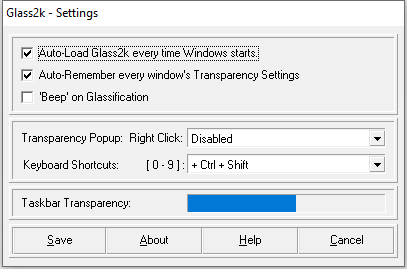 Glass2k - Settings
Auto-Load Glass2k every time Windows starts.
Auto-Remember every window's Transparency Settings
'Beep' on Glassification
Transparency Popup: Right Click: Disabled
Keyboard Shortcuts: [ 0 - 9 ] : + Ctrl + Shift
Taskbar Transparency:
Save About Help Cancel